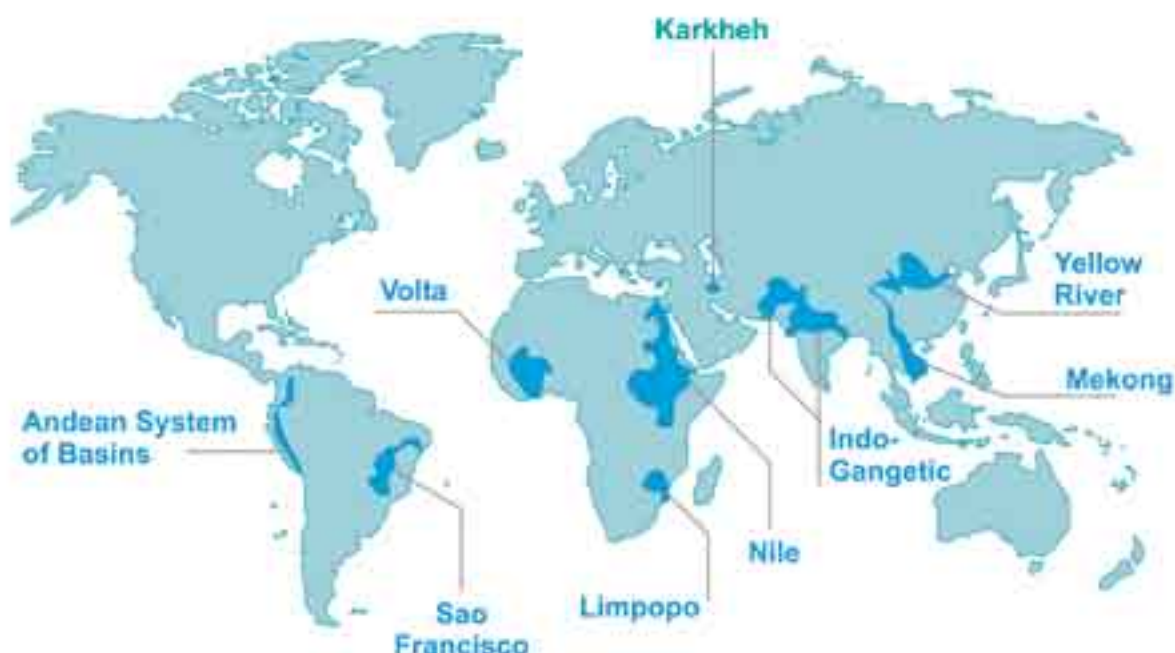 Karkheh
Volta
Yellow
River
Mekong
Andean System
of Basins
Indo-
Gangetic
Nile
Limpopo
Sao
Francisco